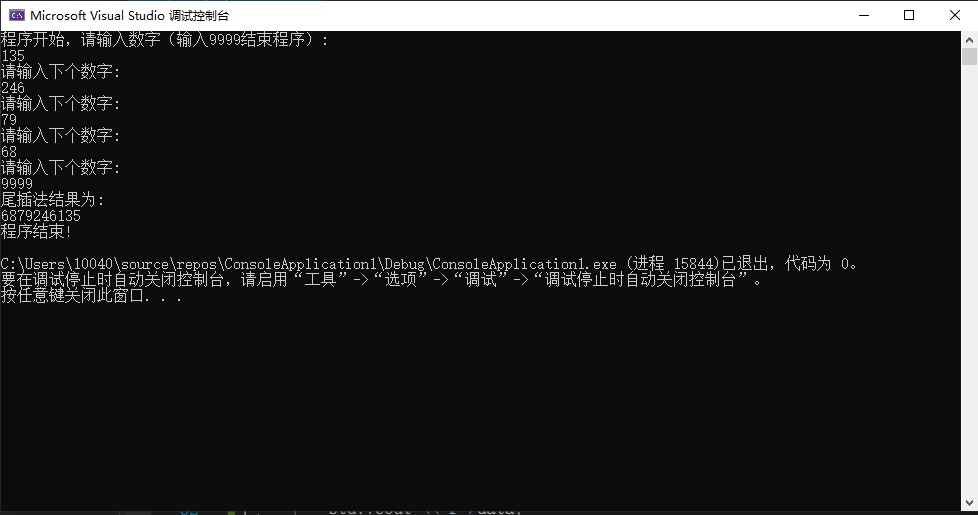 Microsoft Visual Studio 调试控制台
程序开始，请输入数字（输入9999结束程序）:
135
请输入下个数字:
246
请输入下个数字:
79
请输入下个数字:
68
请输入下个数字:
9999
尾插法结果为:
6879246135
程序结束!
C:\Users\10040\source\repos\ConsoleApplication1\Debug\ConsoleApplication1.exe (进程 15844)已退出，代码为 0。
要在调试停止时自动关闭控制台，请启用“工具”->“选项”->“调试”->“调试停止时自动关闭控制台”。
按任意键关闭此窗口. . .